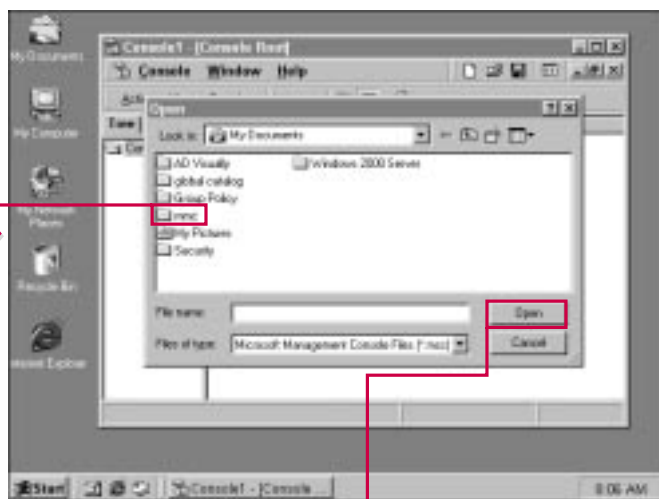 My Documents
My Computer
My Network
Places
Recycle Bin
Internet Explorer
Console1 - [Console Root]
Console Window Help
Tree
Open
Look in: My Documents
AD Visually
global catalog
Group Policy
mmc
My Pictures
Security
Windows 2000 Server
File name:
Open
Files of type: Microsoft Management Console Files (*.msc)
Cancel
Start
Console1 - [Console ...
8:06 AM